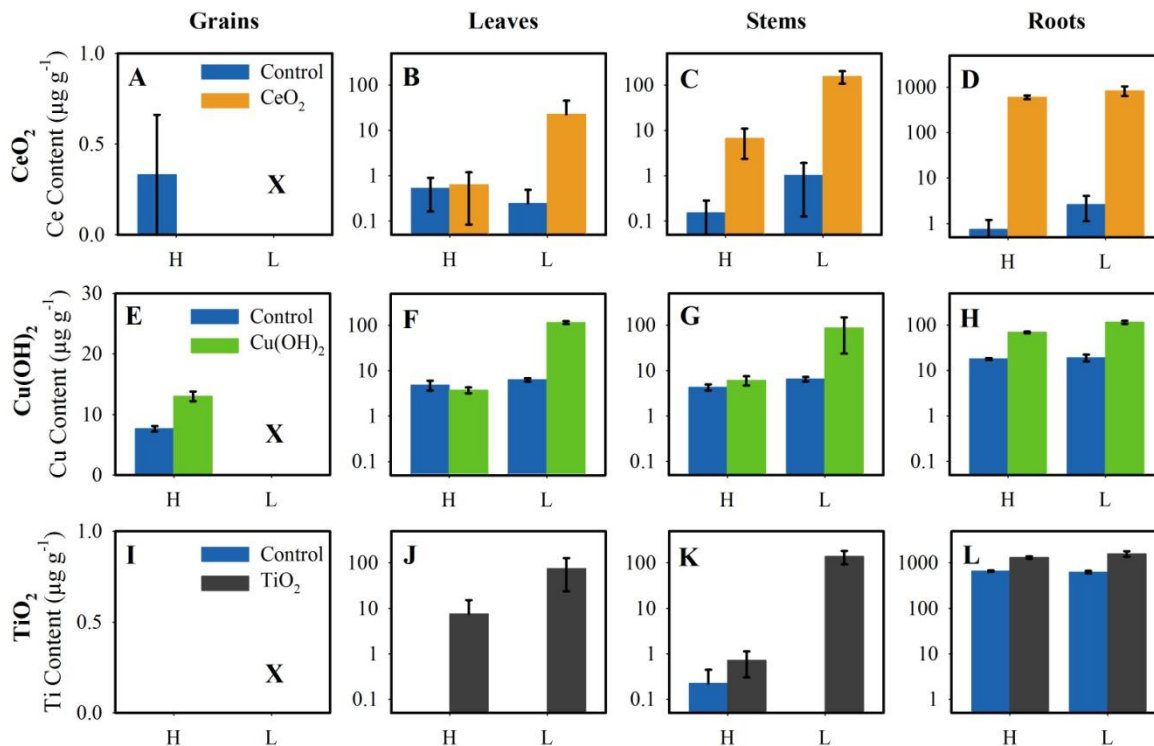 Grains Leaves Stems Roots
CeO₂
Ce Content (µg g⁻¹)
1.0
0.5
0.0
A
Control
CeO₂
X
H L
100
10
1
0.1
B
H L
100
10
1
0.1
C
H L
1000
100
10
1
D
H L
Cu(OH)₂
Cu Content (µg g⁻¹)
30
20
10
0
E
Control
Cu(OH)₂
X
H L
100
10
1
0.1
F
H L
100
10
1
0.1
G
H L
100
10
1
0.1
H
H L
TiO₂
Ti Content (µg g⁻¹)
1.0
0.5
0.0
I
Control
TiO₂
X
H L
100
10
1
0.1
J
H L
100
10
1
0.1
K
H L
1000
100
10
1
L
H L